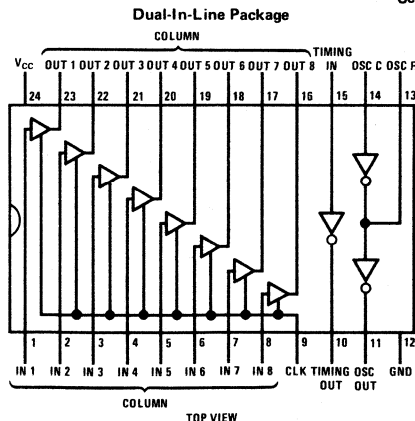 Dual-In-Line Package
COLUMN
TIMING
VCC OUT 1 OUT 2 OUT 3 OUT 4 OUT 5 OUT 6 OUT 7 OUT 8 IN OSC C OSC R
24 23 22 21 20 19 18 17 16 15 14 13
1 2 3 4 5 6 7 8 9 10 11 12
IN 1 IN 2 IN 3 IN 4 IN 5 IN 6 IN 7 IN 8 CLK TIMING OSC GND
OUT OUT
COLUMN
TOP VIEW